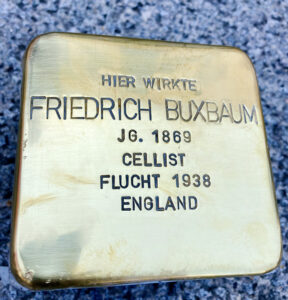 HIER WIRKTE
FRIEDRICH BUXBAUM
JG. 1869
CELLIST
FLUCHT 1938
ENGLAND